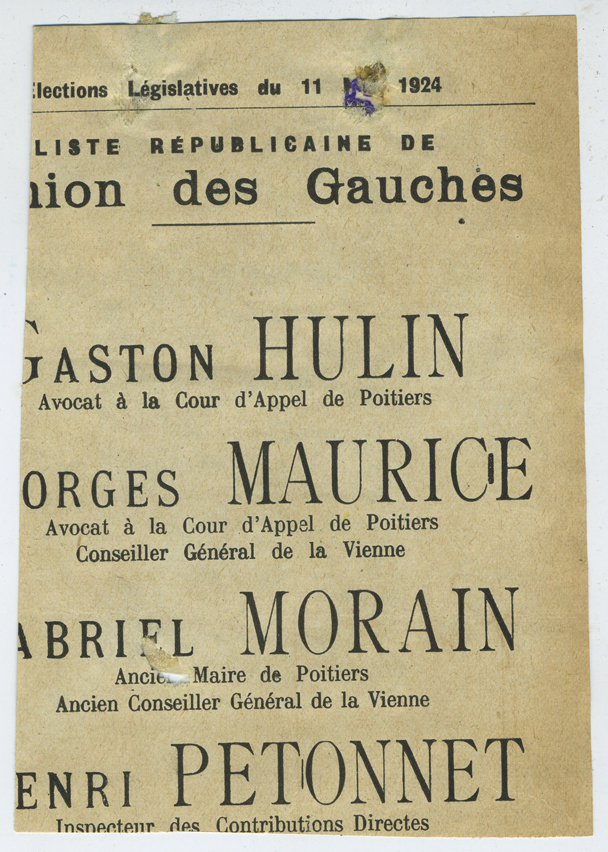 lections Législatives du 11 M 1924
LISTE RÉPUBLICAINE DE
nion des Gauches
GASTON HULIN
Avocat à la Cour d'Appel de Poitiers
ORGES MAURICE
Avocat à la Cour d'Appel de Poitiers
Conseiller Général de la Vienne
ABRIEL MORAIN
Ancien Maire de Poitiers
Ancien Conseiller Général de la Vienne
ENRI PETONNET
Inspecteur des Contributions Directes